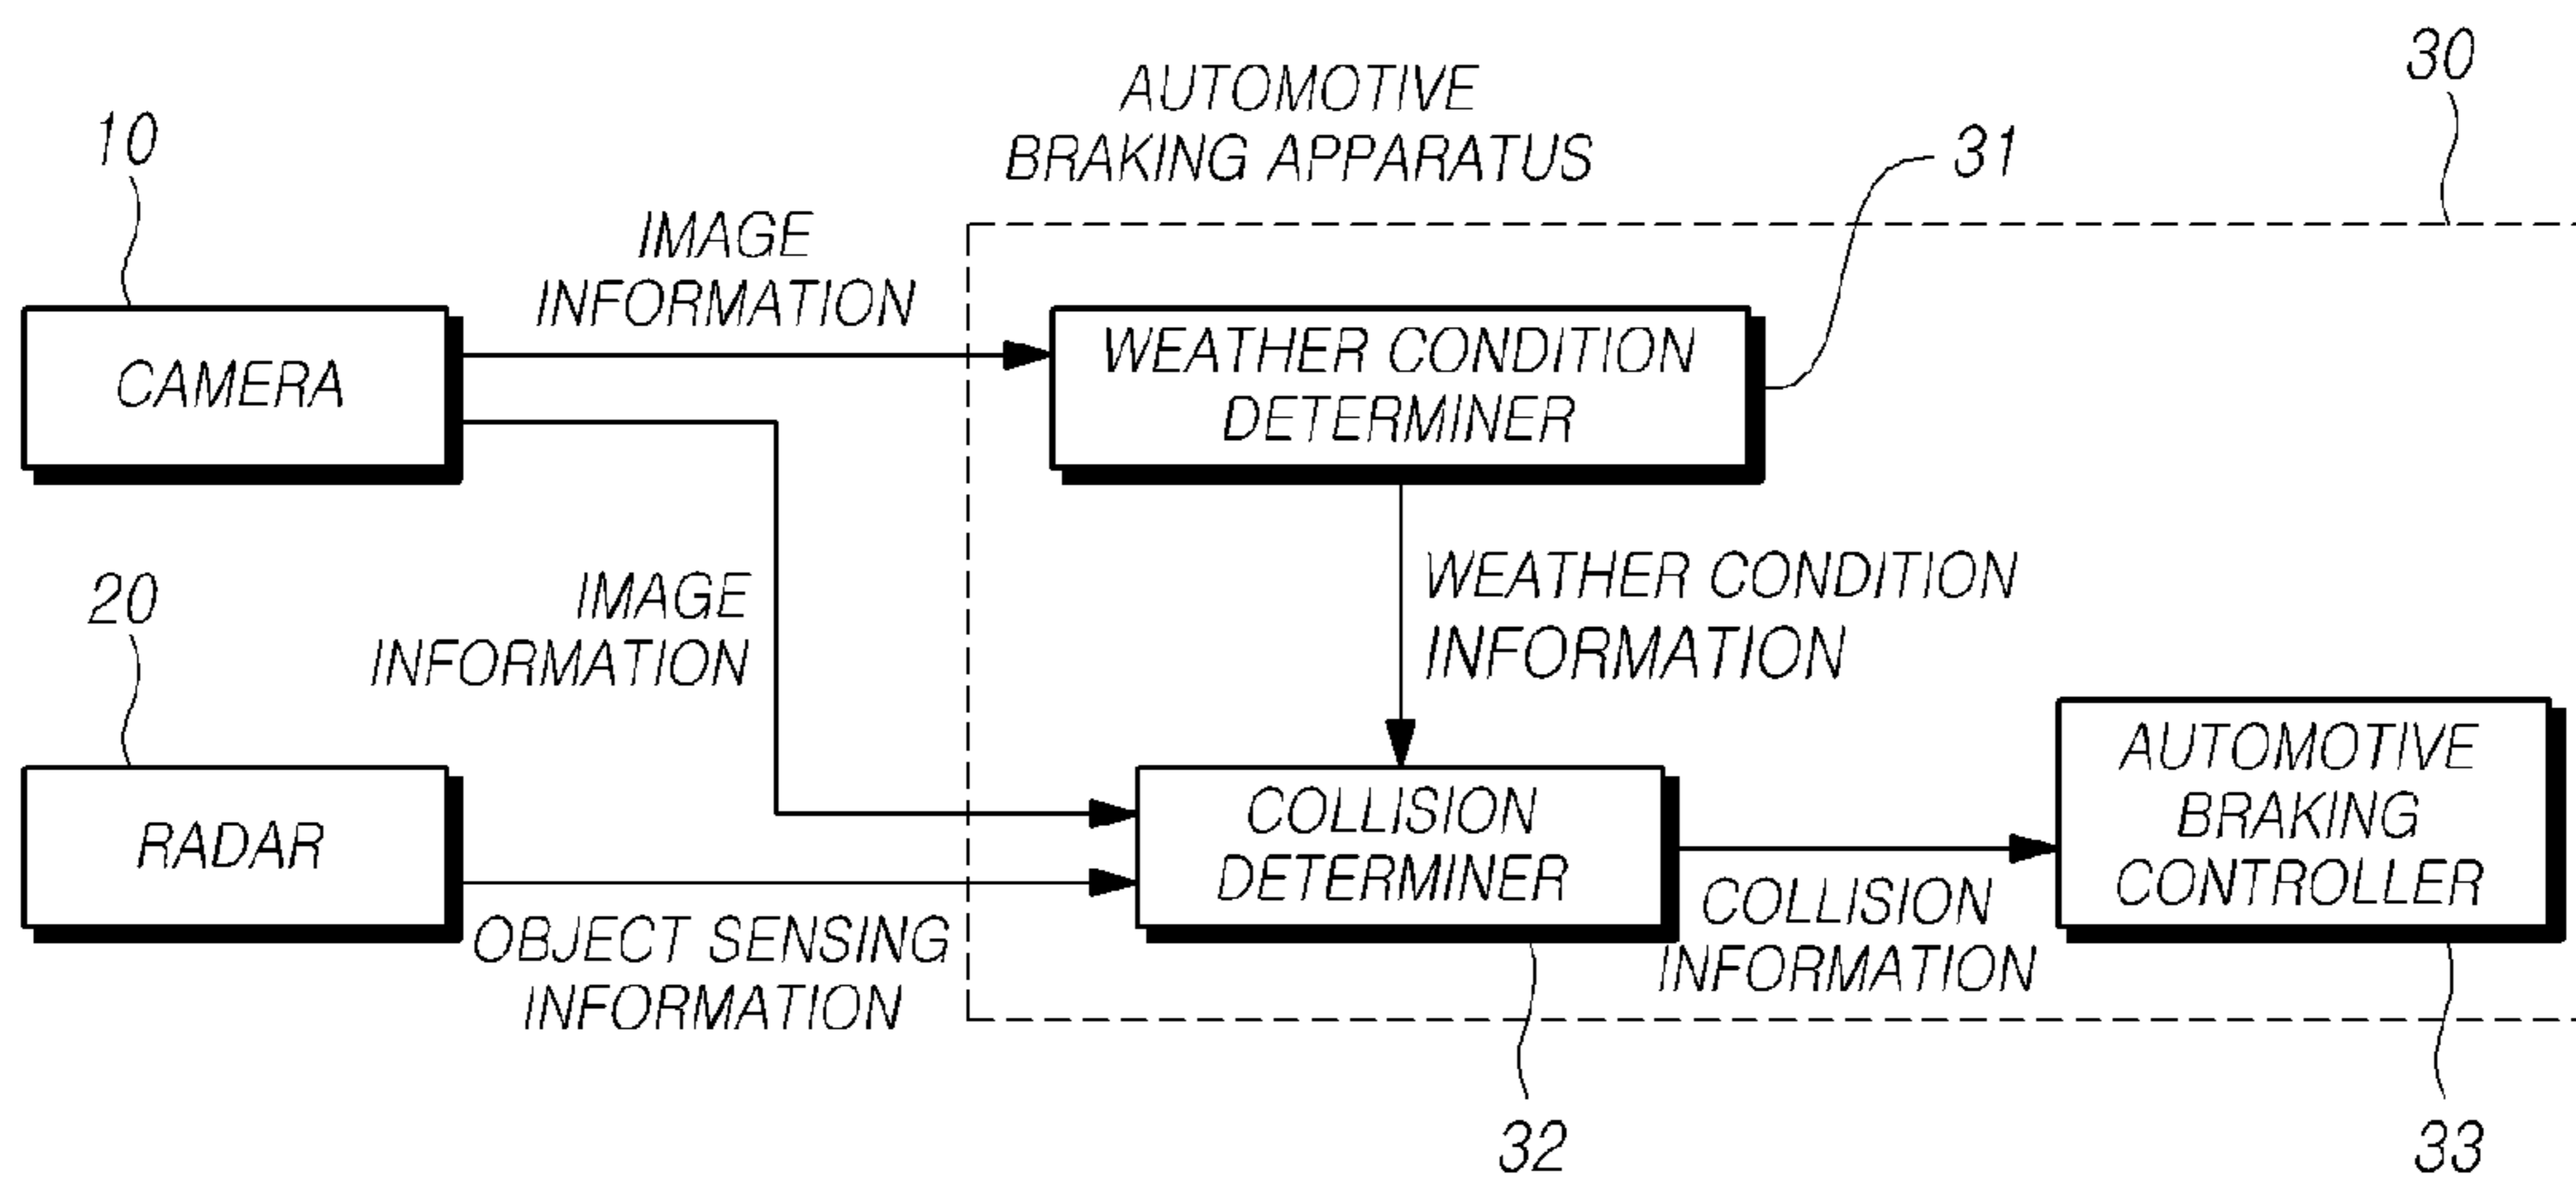 30
AUTOMOTIVE
BRAKING APPARATUS
10
31
IMAGE
INFORMATION
CAMERA
WEATHER CONDITION
DETERMINER
20
IMAGE
INFORMATION
WEATHER CONDITION
INFORMATION
RADAR
COLLISION
DETERMINER
AUTOMOTIVE
BRAKING
CONTROLLER
OBJECT SENSING
INFORMATION
COLLISION
INFORMATION
32
33